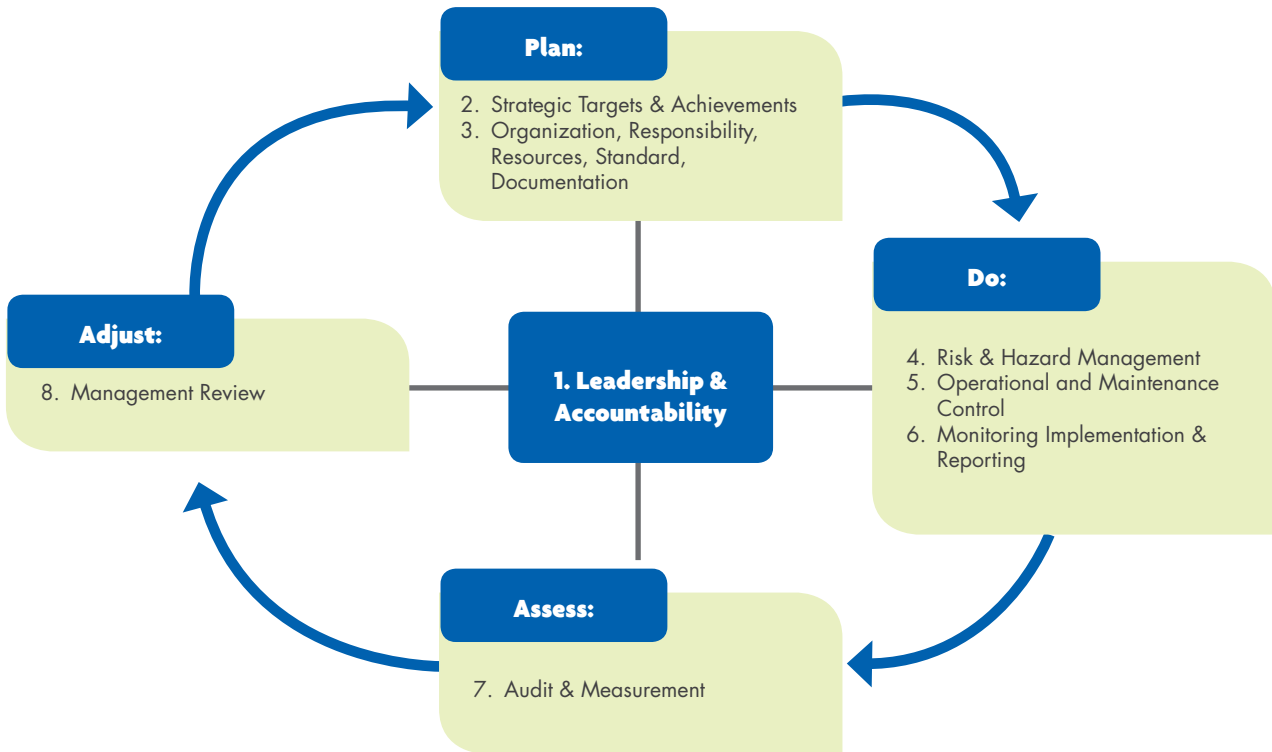 Plan:
2. Strategic Targets & Achievements
3. Organization, Responsibility,
Resources, Standard,
Documentation
Do:
4. Risk & Hazard Management
5. Operational and Maintenance
Control
6. Monitoring Implementation &
Reporting
Adjust:
8. Management Review
1. Leadership &
Accountability
Assess:
7. Audit & Measurement